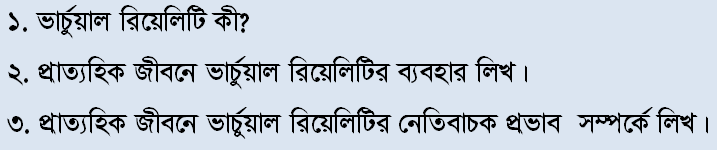 ১. ভার্চুয়াল রিয়েলিটি কী?
২. প্রাত্যহিক জীবনে ভার্চুয়াল রিয়েলিটির ব্যবহার লিখ।
৩. প্রাত্যহিক জীবনে ভার্চুয়াল রিয়েলিটির নেতিবাচক প্রভাব সম্পর্কে লিখ।